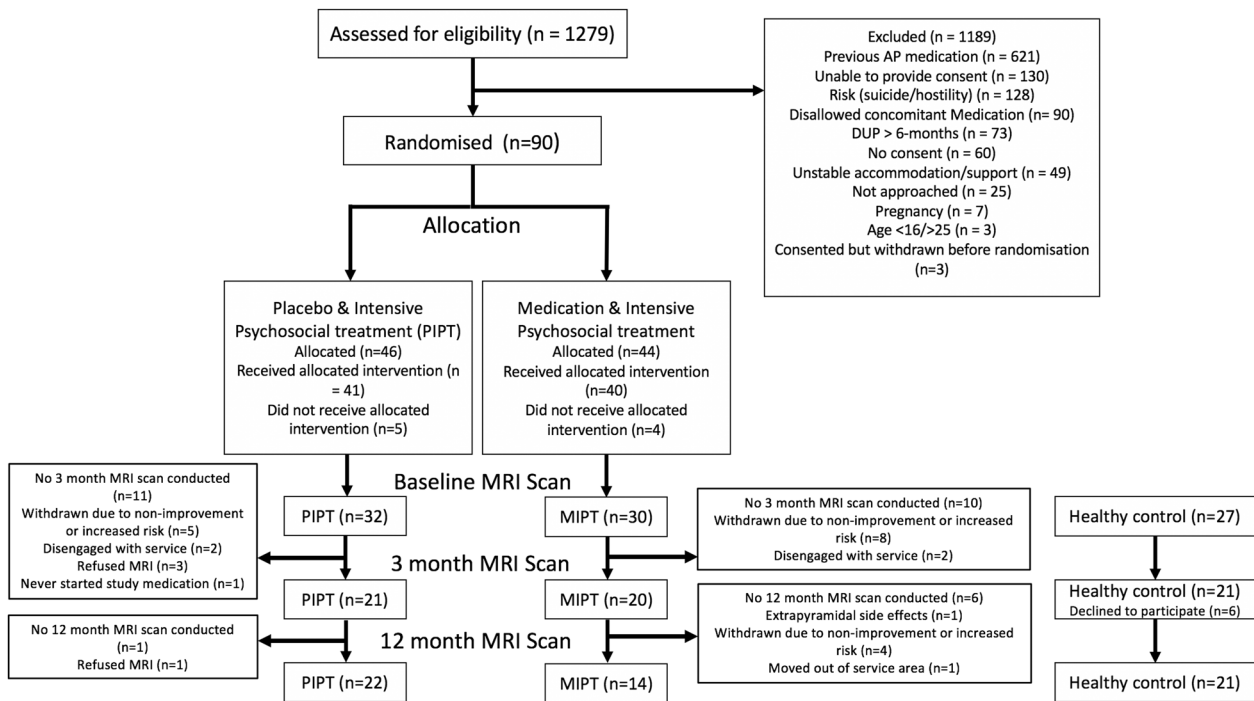 Assessed for eligibility (n = 1279)
Excluded (n = 1189)
Previous AP medication (n = 621)
Unable to provide consent (n = 130)
Risk (suicide/hostility) (n = 128)
Disallowed concomitant Medication (n= 90)
DUP > 6-months (n = 73)
No consent (n = 60)
Unstable accommodation/support (n = 49)
Not approached (n = 25)
Pregnancy (n = 7)
Age <16/>25 (n = 3)
Consented but withdrawn before randomisation
(n=3)
Randomised (n=90)
Allocation
Placebo & Intensive
Psychosocial treatment (PIPT)
Allocated (n=46)
Received allocated intervention (n
= 41)
Did not receive allocated
intervention (n=5)
Medication & Intensive
Psychosocial treatment
Allocated (n=44)
Received allocated intervention
(n=40)
Did not receive allocated
intervention (n=4)
Baseline MRI Scan
PIPT (n=32)
MIPT (n=30)
Healthy control (n=27)
No 3 month MRI scan conducted
(n=11)
Withdrawn due to non-improvement
or increased risk (n=5)
Disengaged with service (n=2)
Refused MRI (n=3)
Never started study medication (n=1)
No 3 month MRI scan conducted (n=10)
Withdrawn due to non-improvement or increased
risk (n=8)
Disengaged with service (n=2)
3 month MRI Scan
PIPT (n=21)
MIPT (n=20)
Healthy control (n=21)
Declined to participate (n=6)
No 12 month MRI scan conducted
(n=1)
Refused MRI (n=1)
No 12 month MRI scan conducted (n=6)
Extrapyramidal side effects (n=1)
Withdrawn due to non-improvement or increased
risk (n=4)
Moved out of service area (n=1)
12 month MRI Scan
PIPT (n=22)
MIPT (n=14)
Healthy control (n=21)